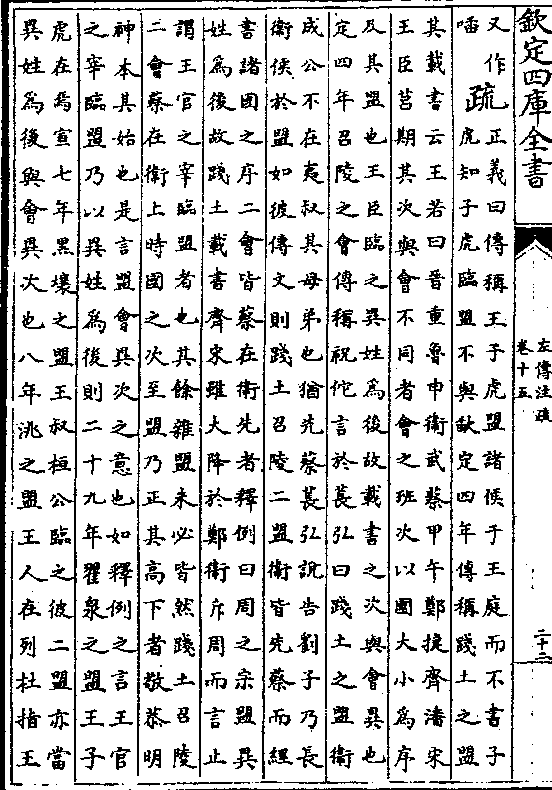 欽定四庫全書
左傳注疏
卷十五
二十二
又作疏正義曰傳稱王子虎盟諸侯于王庭而不書子
虎知子虎臨盟不與歃定四年傳稱踐土之盟
其載書云王若曰晉重魯申衛武蔡甲午鄭捷齊潘宋
王臣莒期其次與會不同者會之班次以國大小為序
及其盟也王臣臨之異姓為後故載書之次與會異也
定四年召陵之會傳稱祝佗言於萇弘曰踐土之盟衛
成公不在夷叔其母弟也猶先蔡萇弘說告劉子乃長
衛侯於盟如彼傳文則踐土召陵二盟衛皆先蔡而經
書諸國之序二會皆蔡在衛先者釋例曰周之宗盟異
姓為後故踐土載書齊宋雖大降於鄭衛斥周而言止
謂王官之宰臨盟者也其餘雜盟未必皆然踐土召陵
二會蔡在衛上時國之次至盟乃正其高下者敬恭明
神本其始也是言盟會異次之意也如釋例之言王官
之宰臨盟乃以異姓為後則二十九年翟泉之盟王子
虎在焉宣七年黑壤之盟王叔桓公臨之彼二盟亦當
異姓為後與會異次也八年洮之盟王人在列杜指王